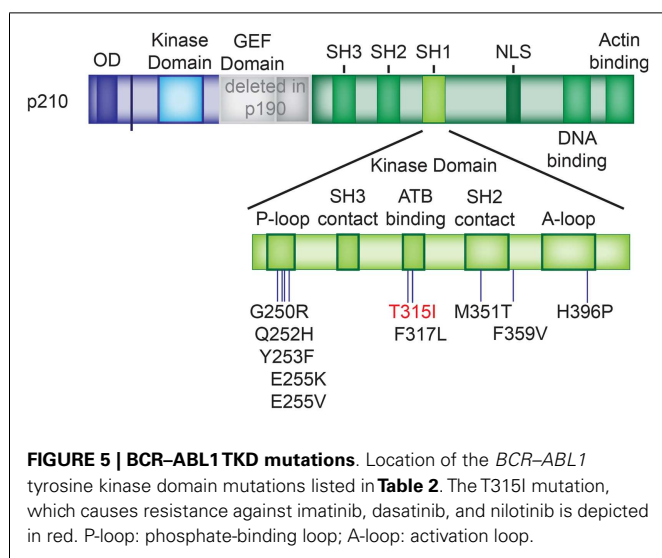 OD
Kinase Domain
GEF Domain
SH3
SH2
SH1
NLS
Actin binding
p210
deleted in p190
DNA binding
Kinase Domain
P-loop
SH3 contact
ATB binding
SH2 contact
A-loop
G250R
Q252H
Y253F
E255K
E255V
T315I
F317L
M351T
F359V
H396P
FIGURE 5 | BCR–ABL1 TKD mutations. Location of the BCR–ABL1
tyrosine kinase domain mutations listed in Table 2. The T315I mutation,
which causes resistance against imatinib, dasatinib, and nilotinib is depicted
in red. P-loop: phosphate-binding loop; A-loop: activation loop.